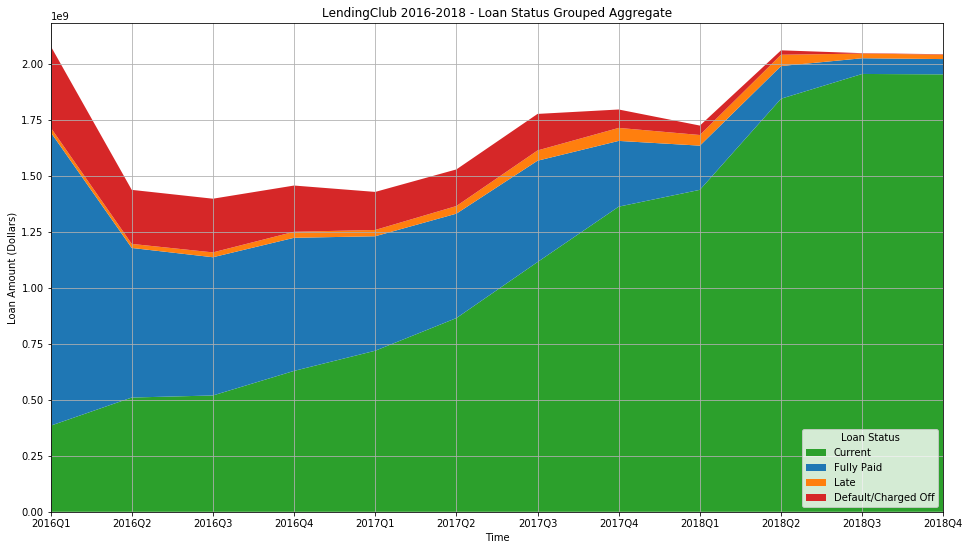 LendingClub 2016-2018 - Loan Status Grouped Aggregate
1e9
2.00
1.75
1.50
1.25
1.00
0.75
0.50
0.25
0.00
Loan Amount (Dollars)
Loan Status
Current
Fully Paid
Late
Default/Charged Off
2016Q1 2016Q2 2016Q3 2016Q4 2017Q1 2017Q2 2017Q3 2017Q4 2018Q1 2018Q2 2018Q3 2018Q4
Time